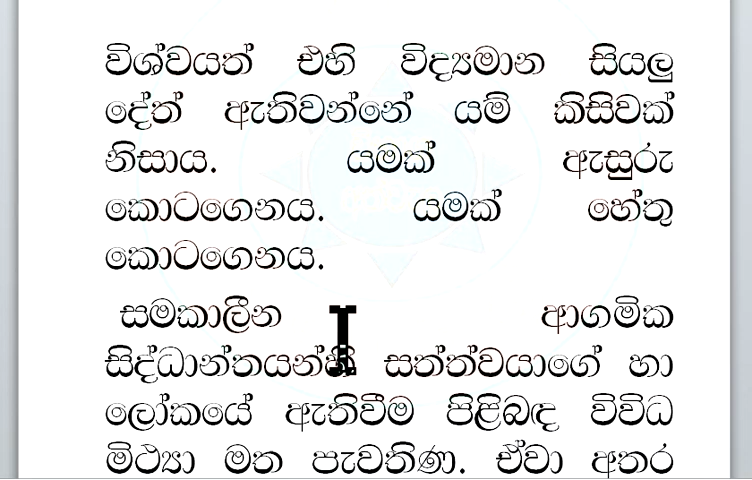 විශ්වයත් එහි විද්‍යමාන සියලු
දේත් ඇතිවන්නේ යම් කිසිවක්
නිසාය. යමක් ඇසුරු
කොටගෙනය. යමක් හේතු
කොටගෙනය.
සමකාලීන ආගමික
සිද්ධාන්තයන්හි සත්ත්වයාගේ හා
ලෝකයේ ඇතිවීම පිළිබඳ විවිධ
මිථ්‍යා මත පැවතිණ. ඒවා අතර